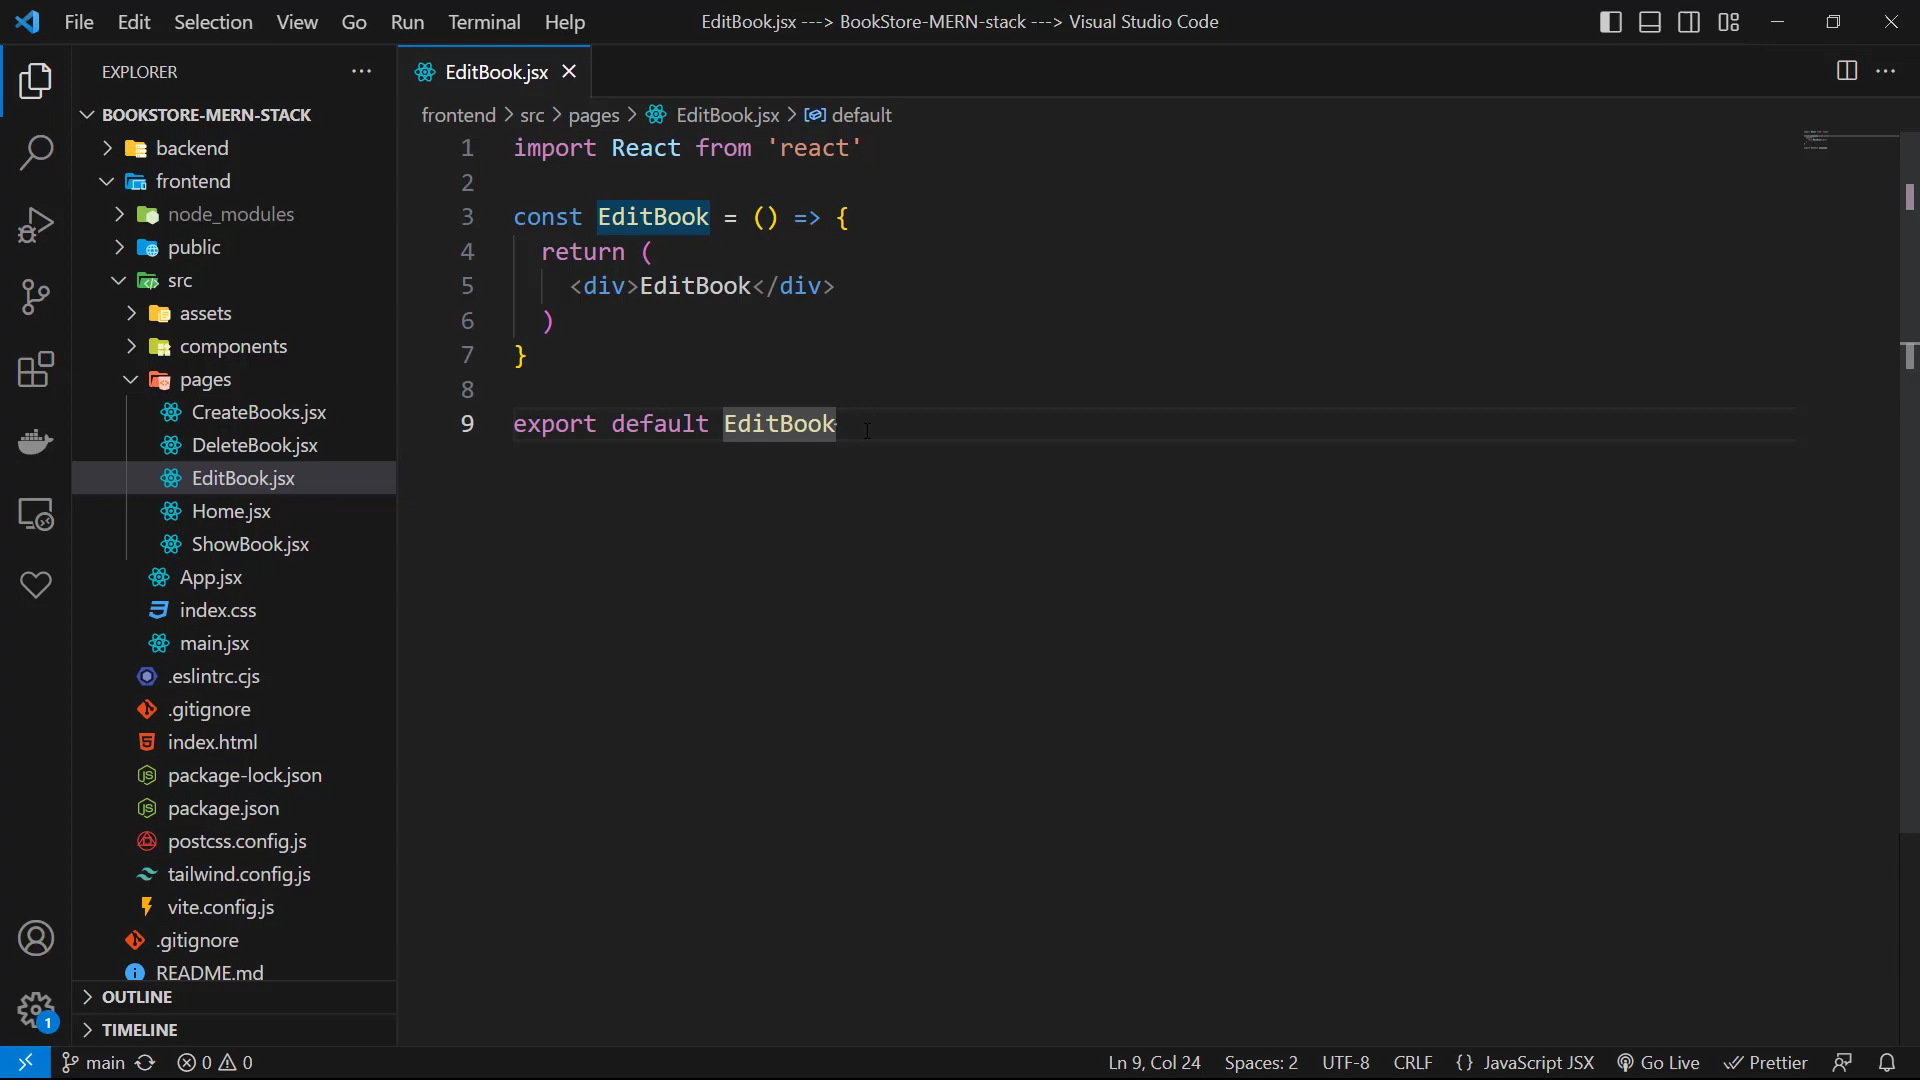 File Edit Selection View Go Run Terminal Help
EditBook.jsx ---> BookStore-MERN-stack ---> Visual Studio Code
EXPLORER
BOOKSTORE-MERN-STACK
backend
frontend
node_modules
public
src
assets
components
pages
CreateBooks.jsx
DeleteBook.jsx
EditBook.jsx
Home.jsx
ShowBook.jsx
App.jsx
index.css
main.jsx
.eslintrc.cjs
.gitignore
index.html
package-lock.json
package.json
postcss.config.js
tailwind.config.js
vite.config.js
.gitignore
README.md
OUTLINE
TIMELINE
EditBook.jsx
frontend > src > pages > EditBook.jsx > default
1 import React from 'react'
2
3 const EditBook = () => {
4 return (
5 <div>EditBook</div>
6 )
7 }
8
9 export default EditBook
1
main 0 0 Ln 9, Col 24 Spaces: 2 UTF-8 CRLF {} JavaScript JSX Go Live Prettier